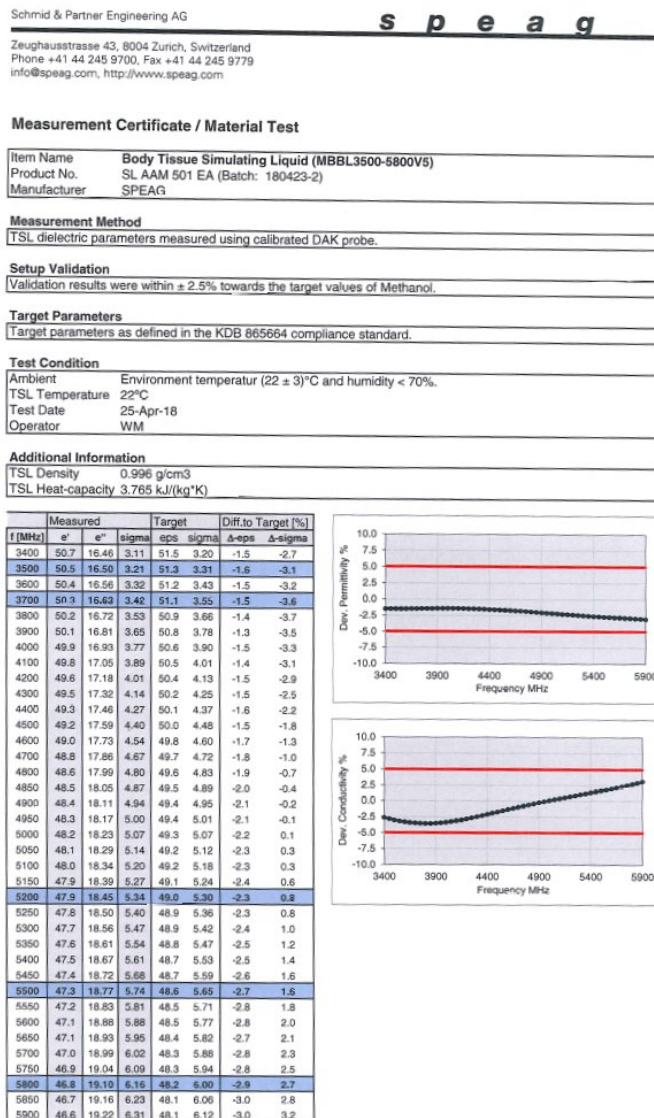 Schmid & Partner Engineering AG
s p e a g
Zeughausstrasse 43, 8004 Zurich, Switzerland
Phone +41 44 245 9700, Fax +41 44 245 9779
info@speag.com, http://www.speag.com
Measurement Certificate / Material Test
Item Name Body Tissue Simulating Liquid (MBBL3500-5800V5)
Product No. SL AAM 501 EA (Batch: 180423-2)
Manufacturer SPEAG
Measurement Method
TSL dielectric parameters measured using calibrated DAK probe.
Setup Validation
Validation results were within ± 2.5% towards the target values of Methanol.
Target Parameters
Target parameters as defined in the KDB 865664 compliance standard.
Test Condition
Ambient Environment temperatur (22 ± 3)°C and humidity < 70%.
TSL Temperature 22°C
Test Date 25-Apr-18
Operator WM
Additional Information
TSL Density 0.996 g/cm3
TSL Heat-capacity 3.765 kJ/(kg*K)
Measured Target Diff.to Target [%]
f [MHz] e' e" sigma eps sigma Δ-eps Δ-sigma
3400 50.7 16.46 3.11 51.5 3.20 -1.5 -2.7
3500 50.5 16.50 3.21 51.3 3.31 -1.6 -3.1
3600 50.4 16.56 3.32 51.2 3.43 -1.5 -3.2
3700 50.3 16.63 3.42 51.1 3.55 -1.5 -3.6
3800 50.2 16.72 3.53 50.9 3.66 -1.4 -3.7
3900 50.1 16.81 3.65 50.8 3.78 -1.3 -3.5
4000 49.9 16.93 3.77 50.6 3.90 -1.5 -3.3
4100 49.8 17.05 3.89 50.5 4.01 -1.4 -3.1
4200 49.6 17.18 4.01 50.4 4.13 -1.5 -2.9
4300 49.5 17.32 4.14 50.2 4.25 -1.5 -2.5
4400 49.3 17.46 4.27 50.1 4.37 -1.6 -2.2
4500 49.2 17.59 4.40 50.0 4.48 -1.5 -1.8
4600 49.0 17.73 4.54 49.8 4.60 -1.7 -1.3
4700 48.8 17.86 4.67 49.7 4.72 -1.8 -1.0
4800 48.6 17.99 4.80 49.6 4.83 -1.9 -0.7
4850 48.5 18.05 4.87 49.5 4.89 -2.0 -0.4
4900 48.4 18.11 4.94 49.4 4.95 -2.1 -0.2
4950 48.3 18.17 5.00 49.4 5.01 -2.1 -0.1
5000 48.2 18.23 5.07 49.3 5.07 -2.2 0.1
5050 48.1 18.29 5.14 49.2 5.12 -2.3 0.3
5100 48.0 18.34 5.20 49.2 5.18 -2.3 0.3
5150 47.9 18.39 5.27 49.1 5.24 -2.4 0.6
5200 47.9 18.45 5.34 49.0 5.30 -2.3 0.8
5250 47.8 18.50 5.40 48.9 5.36 -2.3 0.8
5300 47.7 18.56 5.47 48.9 5.42 -2.4 1.0
5350 47.6 18.61 5.54 48.8 5.47 -2.5 1.2
5400 47.5 18.67 5.61 48.7 5.53 -2.5 1.4
5450 47.4 18.72 5.68 48.7 5.59 -2.6 1.6
5500 47.3 18.77 5.74 48.6 5.65 -2.7 1.6
5550 47.2 18.83 5.81 48.5 5.71 -2.8 1.8
5600 47.1 18.88 5.88 48.5 5.77 -2.8 2.0
5650 47.1 18.93 5.95 48.4 5.82 -2.7 2.1
5700 47.0 18.99 6.02 48.3 5.88 -2.8 2.3
5750 46.9 19.04 6.09 48.3 5.94 -2.8 2.5
5800 46.8 19.10 6.16 48.2 6.00 -2.9 2.7
5850 46.7 19.16 6.23 48.1 6.06 -3.0 2.8
5900 46.6 19.22 6.31 48.1 6.12 -3.0 3.2
Dev. Permittivity %
10.0
7.5
5.0
2.5
0.0
-2.5
-5.0
-7.5
-10.0
3400 3900 4400 4900 5400 5900
Frequency MHz
Dev. Conductivity %
10.0
7.5
5.0
2.5
0.0
-2.5
-5.0
-7.5
-10.0
3400 3900 4400 4900 5400 5900
Frequency MHz